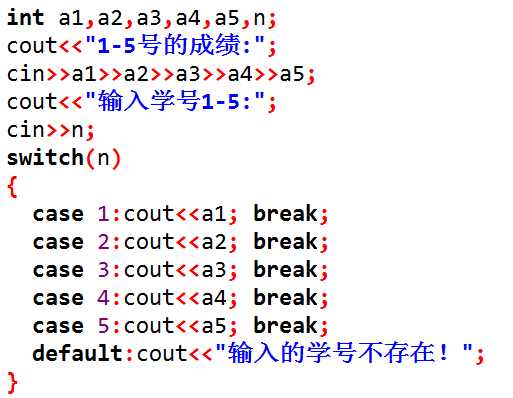 int a1,a2,a3,a4,a5,n;
cout<<"1-5号的成绩:";
cin>>a1>>a2>>a3>>a4>>a5;
cout<<"输入学号1-5:";
cin>>n;
switch(n)
{
  case 1:cout<<a1; break;
  case 2:cout<<a2; break;
  case 3:cout<<a3; break;
  case 4:cout<<a4; break;
  case 5:cout<<a5; break;
  default:cout<<"输入的学号不存在！";
}